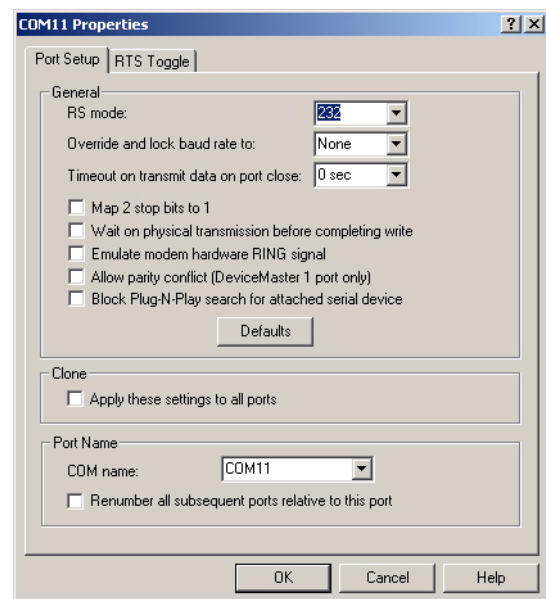 COM11 Properties
Port Setup
RTS Toggle
General
RS mode: 232
Override and lock baud rate to: None
Timeout on transmit data on port close: 0 sec
Map 2 stop bits to 1
Wait on physical transmission before completing write
Emulate modem hardware RING signal
Allow parity conflict (DeviceMaster 1 port only)
Block Plug-N-Play search for attached serial device
Defaults
Clone
Apply these settings to all ports
Port Name
COM name: COM11
Renumber all subsequent ports relative to this port
OK Cancel Help